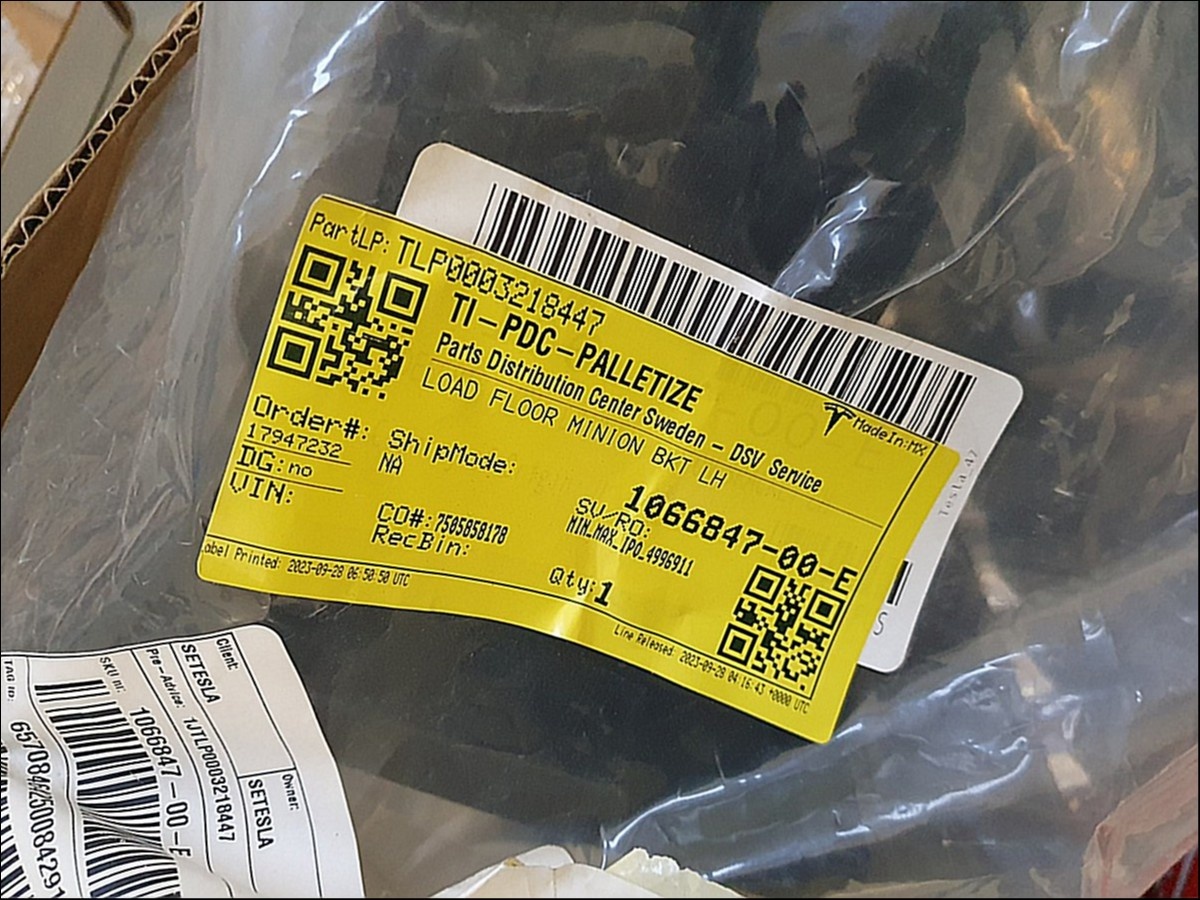 PartLP: TLP0003218447
TI-PDC-PALLETIZE
Parts Distribution Center Sweden - DSV Service
LOAD FLOOR MINION BKT LH
Made In: MX
Order#:
17947232
DG: no
VIN:
ShipMode:
NA
CO#: 7505858178
RecBin:
1066847-00-E
SV/RO:
MIN_MAX_IPO_4996911
Qty: 1
abel Printed: 2023-09-28 06:50:50 UTC
Line Released: 2023-09-28 04:16:43 +0000 UTC
Tesla_47
S
Client:
SETESLA
Owner:
SETESLA
Pre-Advice: 1JTLP0003218447
SKU nr: 1066847-00-E
TAG ID: